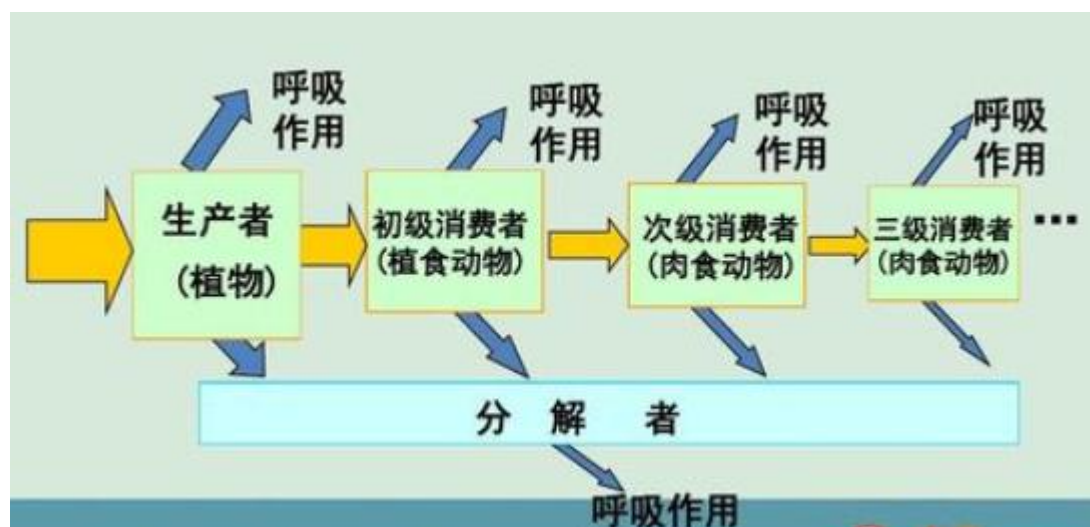 呼吸
作用
呼吸
作用
呼吸
作用
呼吸
作用
生产者
(植物)
初级消费者
(植食动物)
次级消费者
(肉食动物)
三级消费者
(肉食动物)
...
分 解 者
呼吸作用